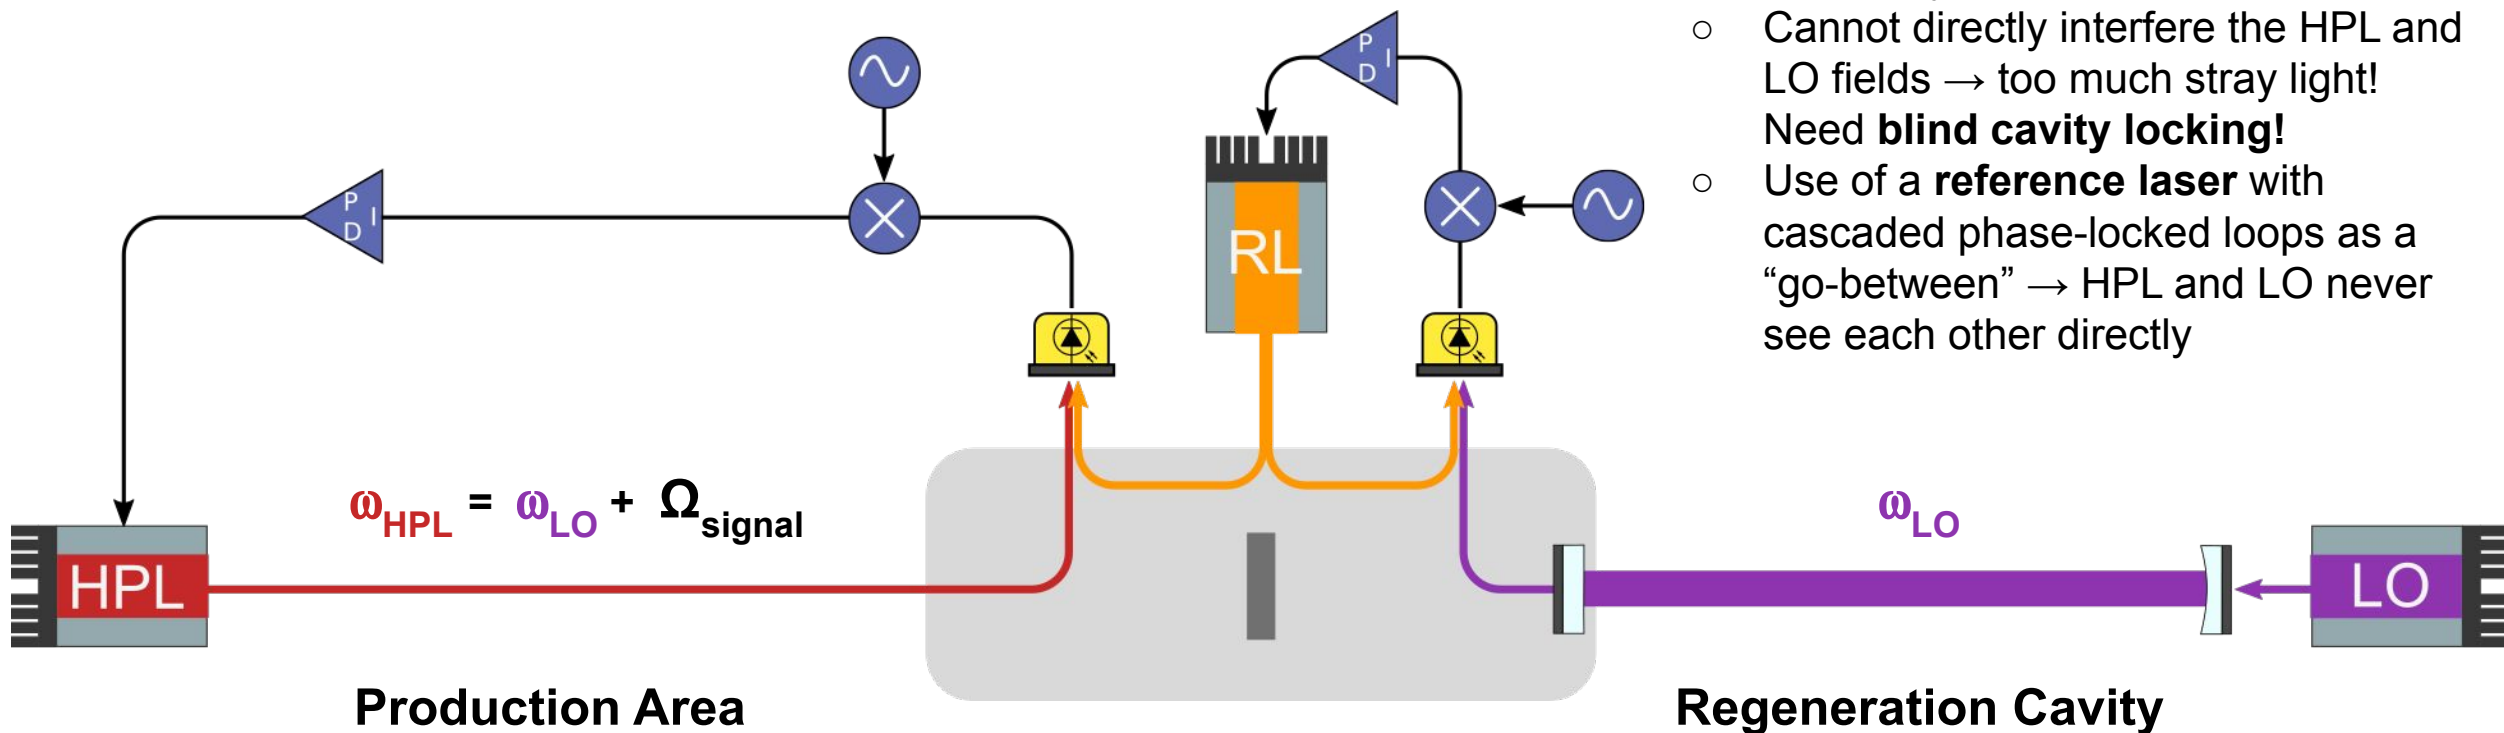 ○ Cannot directly interfere the HPL and
LO fields → too much stray light!
Need blind cavity locking!
○ Use of a reference laser with
cascaded phase-locked loops as a
“go-between” → HPL and LO never
see each other directly
P
I
D
P
I
D
RL
ωHPL = ωLO + Ωsignal
ωLO
HPL
LO
Production Area
Regeneration Cavity